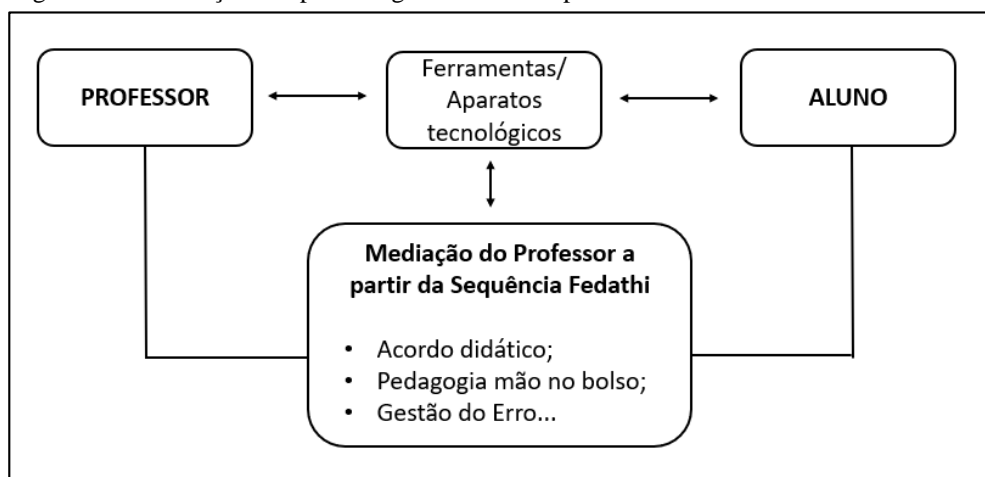 PROFESSOR
Ferramentas/
Aparatos
tecnológicos
ALUNO
Mediação do Professor a
partir da Sequência Fedathi
• Acordo didático;
• Pedagogia mão no bolso;
• Gestão do Erro...